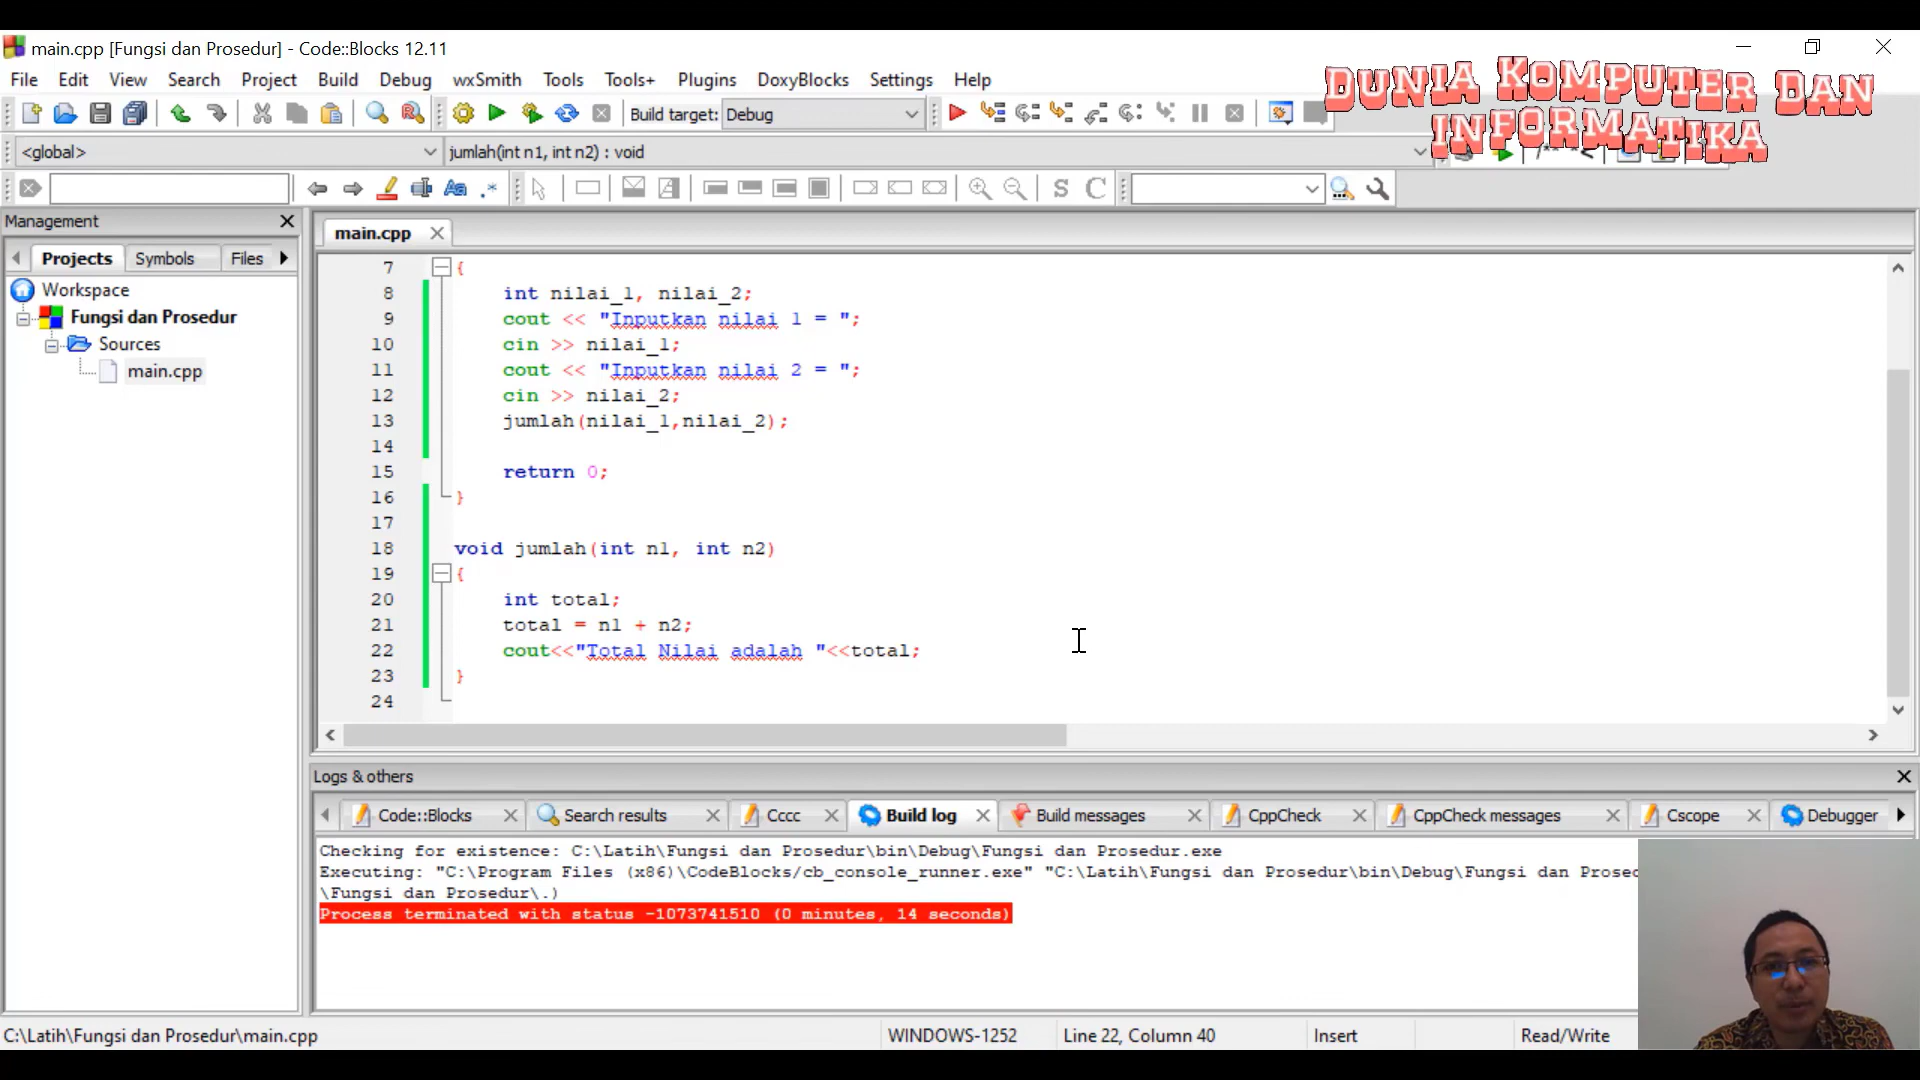 main.cpp [Fungsi dan Prosedur] - Code::Blocks 12.11
DUNIA KOMPUTER DAN
INFORMATIKA
File Edit View Search Project Build Debug wxSmith Tools Tools+ Plugins DoxyBlocks Settings Help
Build target: Debug
<global> jumlah(int n1, int n2) : void
S C
Management
Projects Symbols Files
Workspace
Fungsi dan Prosedur
Sources
main.cpp
main.cpp
7 {
8 int nilai_1, nilai_2;
9 cout << "Inputkan nilai 1 = ";
10 cin >> nilai_1;
11 cout << "Inputkan nilai 2 = ";
12 cin >> nilai_2;
13 jumlah(nilai_1,nilai_2);
14
15 return 0;
16 }
17
18 void jumlah(int n1, int n2)
19 {
20 int total;
21 total = n1 + n2;
22 cout<<"Total Nilai adalah "<<total;
23 }
24
Logs & others
Code::Blocks Search results Cccc Build log Build messages CppCheck CppCheck messages Cscope Debugger
Checking for existence: C:\Latih\Fungsi dan Prosedur\bin\Debug\Fungsi dan Prosedur.exe
Executing: "C:\Program Files (x86)\CodeBlocks/cb_console_runner.exe" "C:\Latih\Fungsi dan Prosedur\bin\Debug\Fungsi dan Prosed
\Fungsi dan Prosedur\.)
Process terminated with status -1073741510 (0 minutes, 14 seconds)
C:\Latih\Fungsi dan Prosedur\main.cpp WINDOWS-1252 Line 22, Column 40 Insert Read/Write